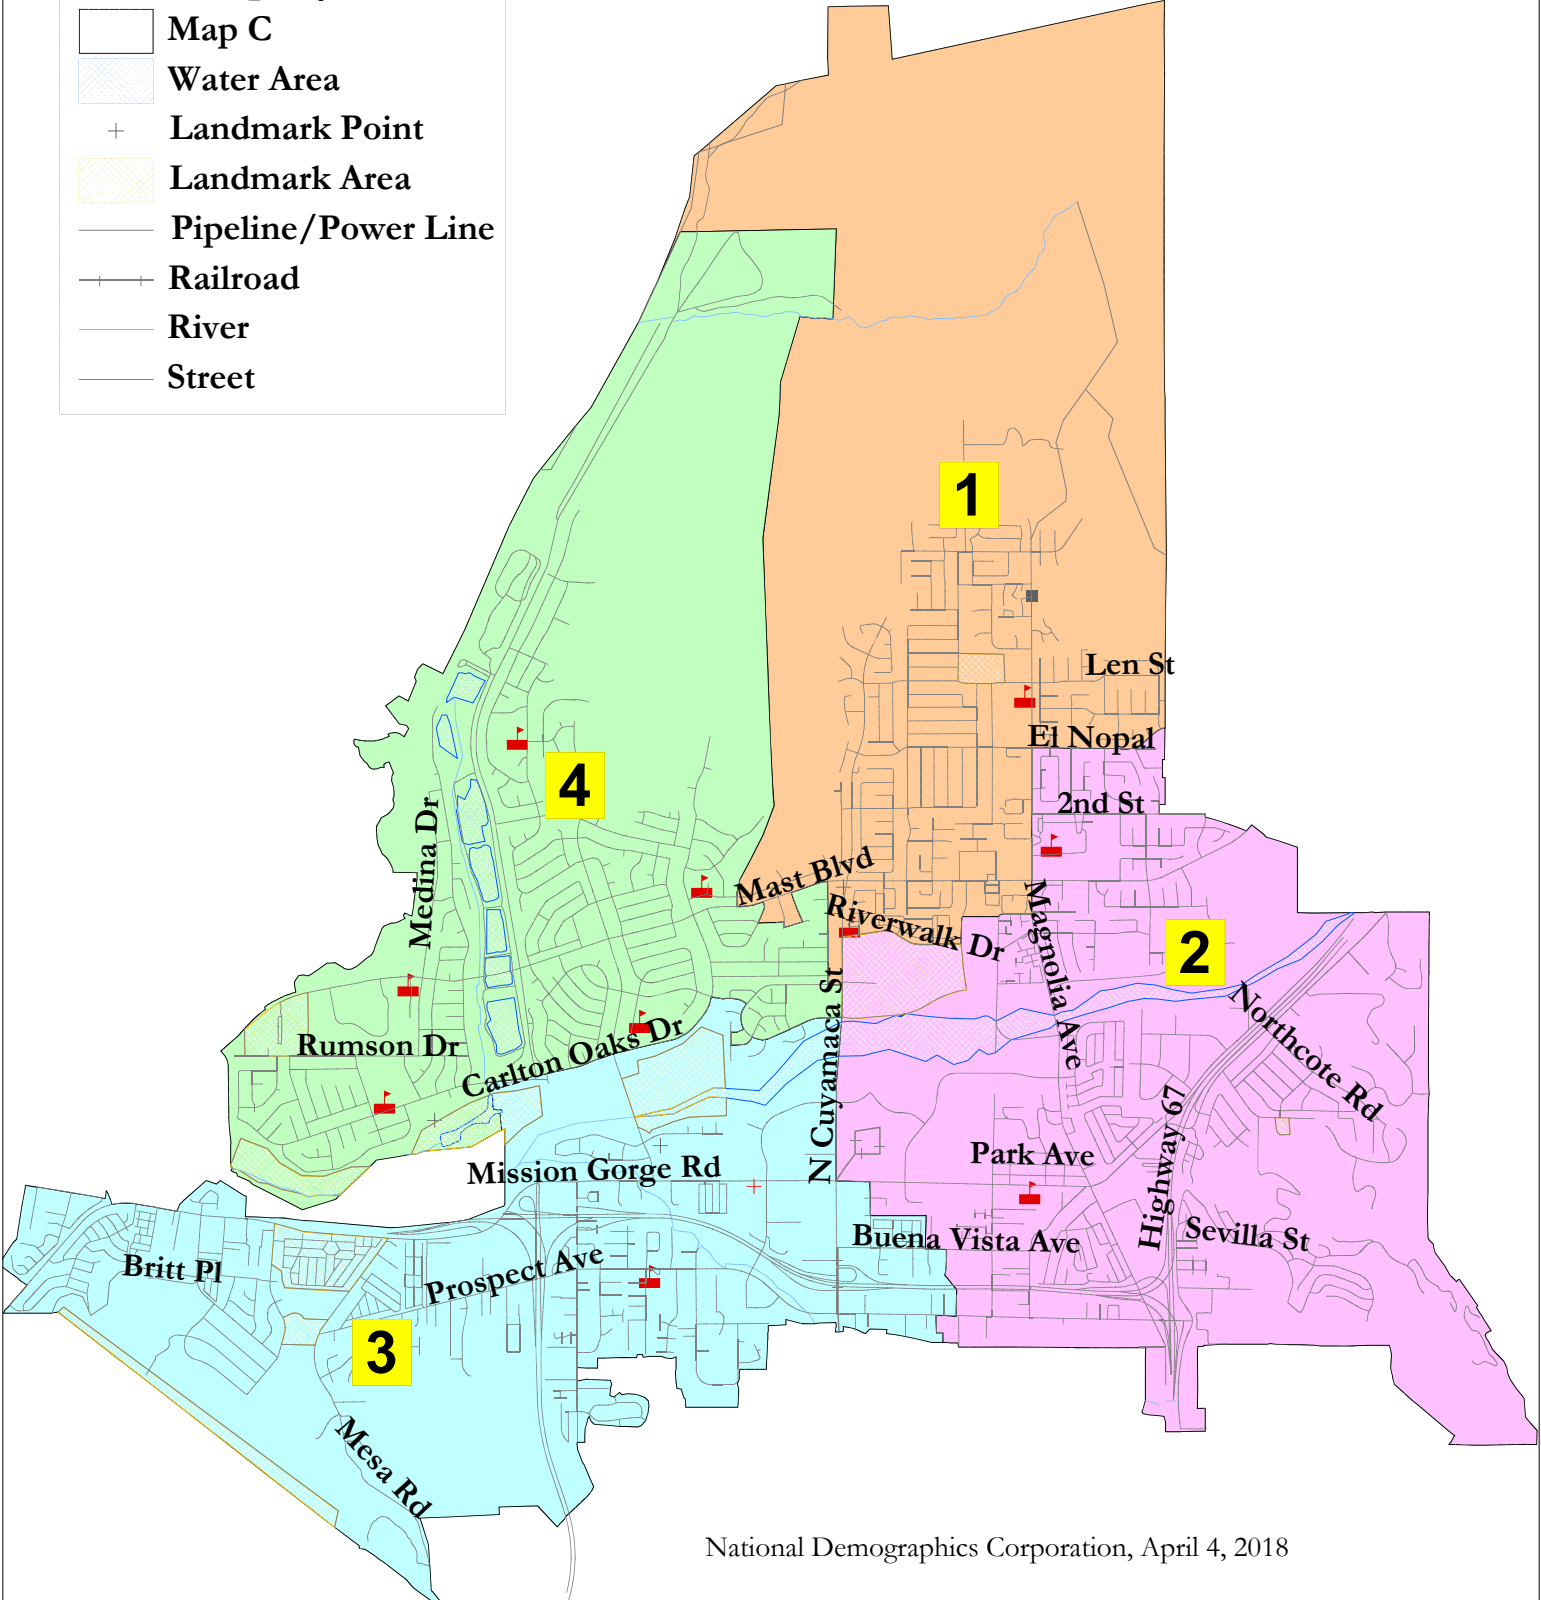 Map C
Water Area
Landmark Point
Landmark Area
Pipeline/Power Line
Railroad
River
Street
1
Len St
El Nopal
4
2nd St
Medina Dr
Mast Blvd
Riverwalk Dr
Magnolia Ave
2
N Cuyamaca St
Northcote Rd
Rumson Dr
Carlton Oaks Dr
Highway 67
Park Ave
Mission Gorge Rd
Buena Vista Ave
Sevilla St
Britt Pl
Prospect Ave
3
Mesa Rd
National Demographics Corporation, April 4, 2018